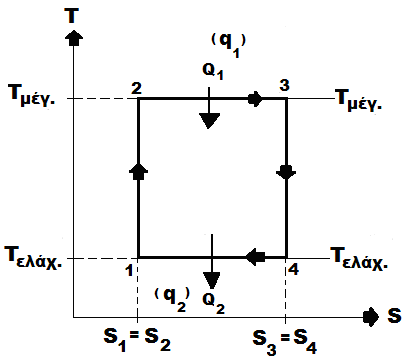 T
(q1)
Q1
2
3
Tμέγ.
Tμέγ.
Tελάχ.
1
4
Tελάχ.
(q2)
Q2
S
S1 = S2
S3 = S4